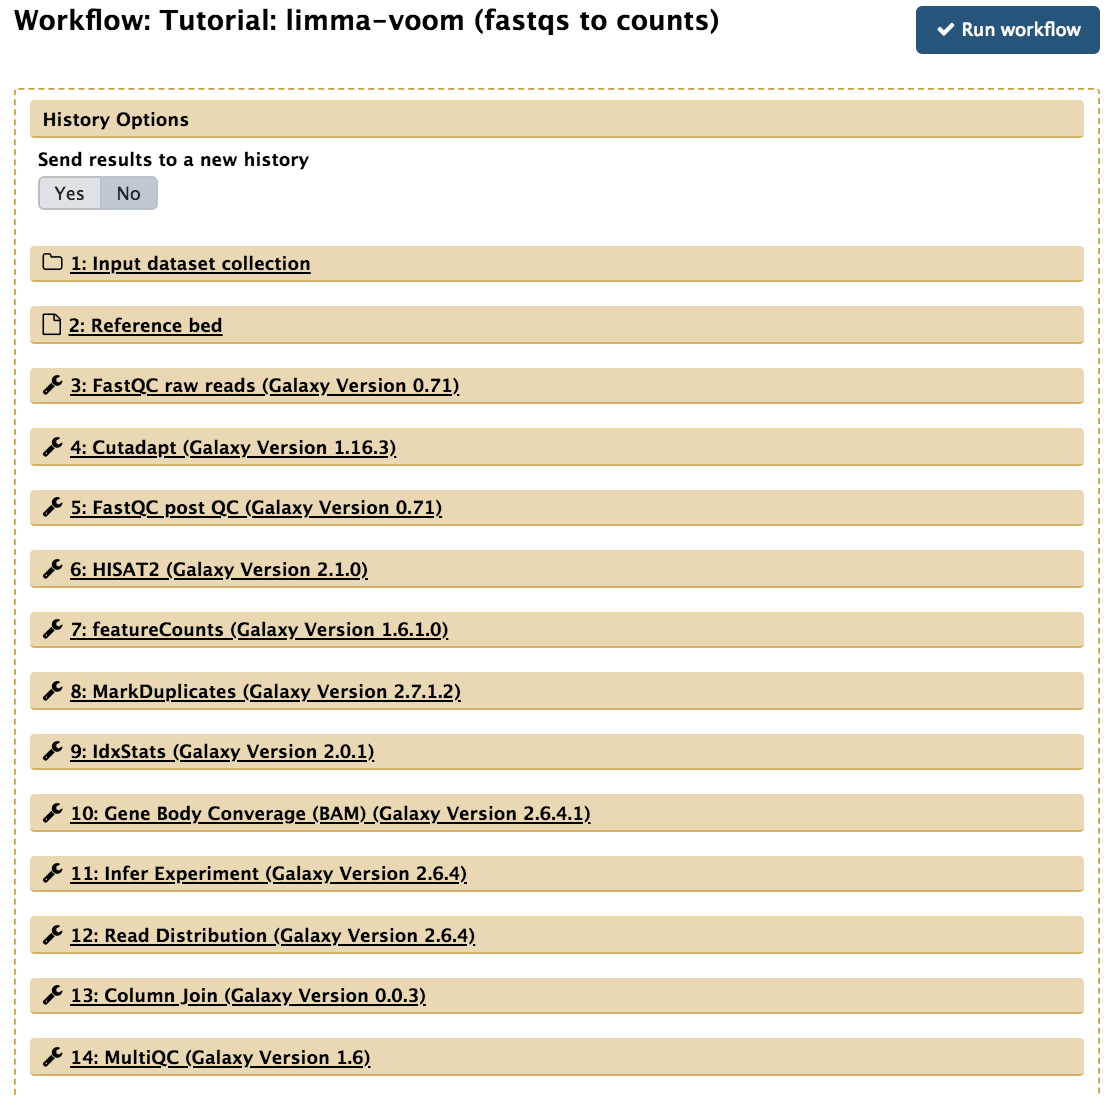 Workflow: Tutorial: limma-voom (fastqs to counts)
Run workflow
History Options
Send results to a new history
Yes No
1: Input dataset collection
2: Reference bed
3: FastQC raw reads (Galaxy Version 0.71)
4: Cutadapt (Galaxy Version 1.16.3)
5: FastQC post QC (Galaxy Version 0.71)
6: HISAT2 (Galaxy Version 2.1.0)
7: featureCounts (Galaxy Version 1.6.1.0)
8: MarkDuplicates (Galaxy Version 2.7.1.2)
9: IdxStats (Galaxy Version 2.0.1)
10: Gene Body Converage (BAM) (Galaxy Version 2.6.4.1)
11: Infer Experiment (Galaxy Version 2.6.4)
12: Read Distribution (Galaxy Version 2.6.4)
13: Column Join (Galaxy Version 0.0.3)
14: MultiQC (Galaxy Version 1.6)